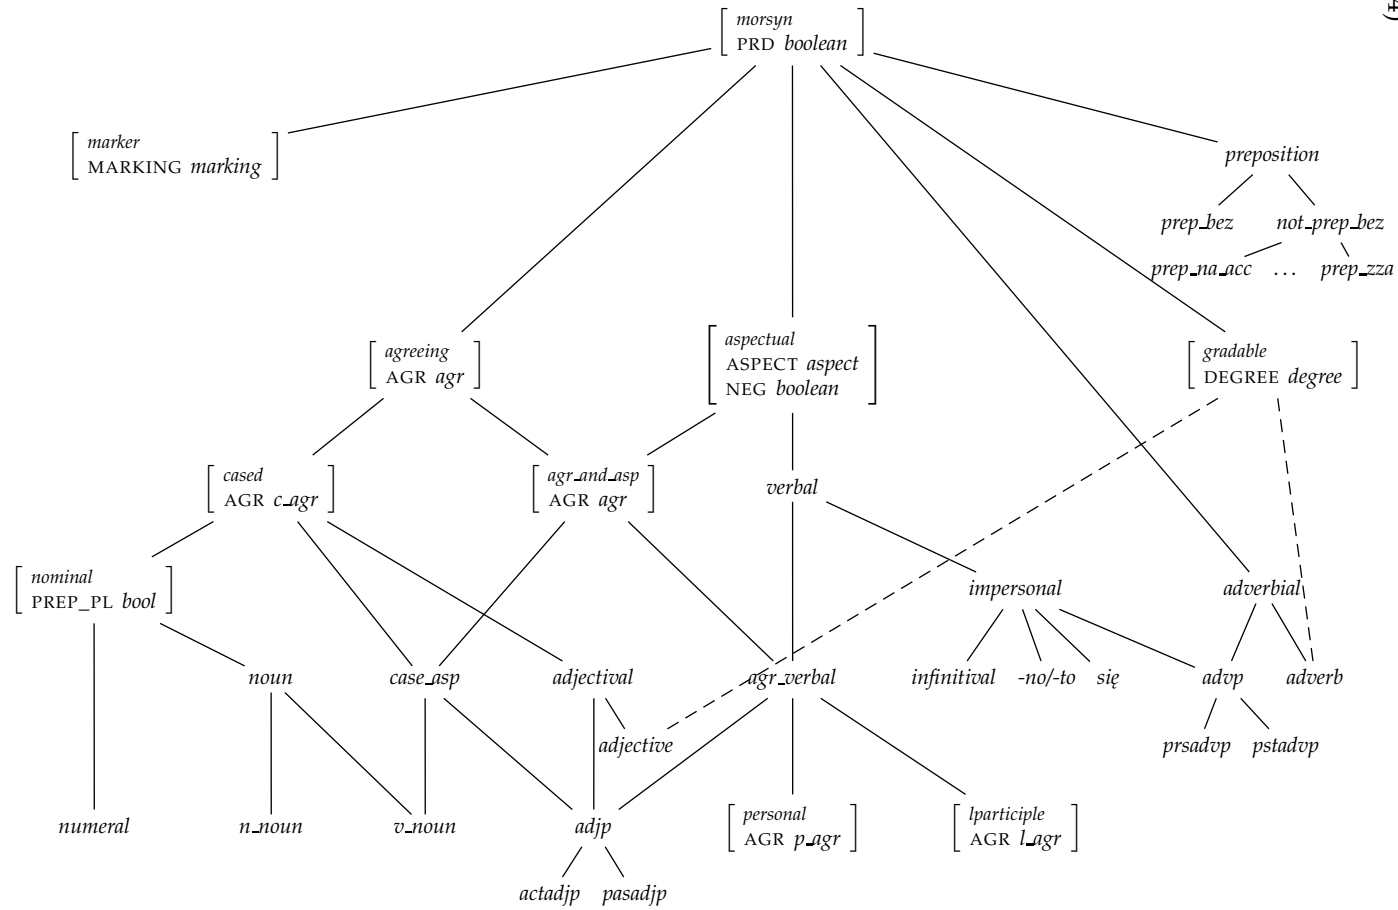 morsyn
PRD boolean
4)
marker
MARKING marking
preposition
prep_bez
not_prep_bez
prep_na_acc
...
prep_zza
agreeing
AGR agr
aspectual
ASPECT aspect
NEG boolean
gradable
DEGREE degree
cased
AGR c_agr
agr_and_asp
AGR agr
verbal
nominal
PREP_PL bool
impersonal
adverbial
noun
case_asp
adjectival
agr_verbal
infinitival
-no/-to
się
advp
adverb
adjective
prsadvp
pstadvp
numeral
n_noun
v_noun
adjp
personal
AGR p_agr
lparticiple
AGR l_agr
actadjp
pasadjp